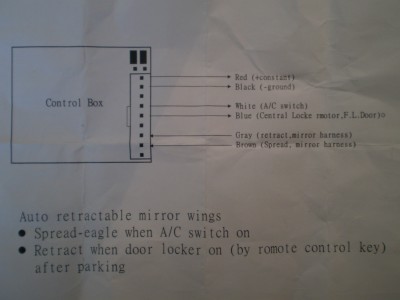 Red (+constant)
Black (-ground)
Control Box
White (A/C switch)
Blue (Central Locke rmotor,F.L.Door)o
Gray (retract,mirror harness)
Brown (Spread, mirror harness)
Auto retractable mirror wings
● Spread-eagle when A/C switch on
● Retract when door locker on (by romote control key)
after parking